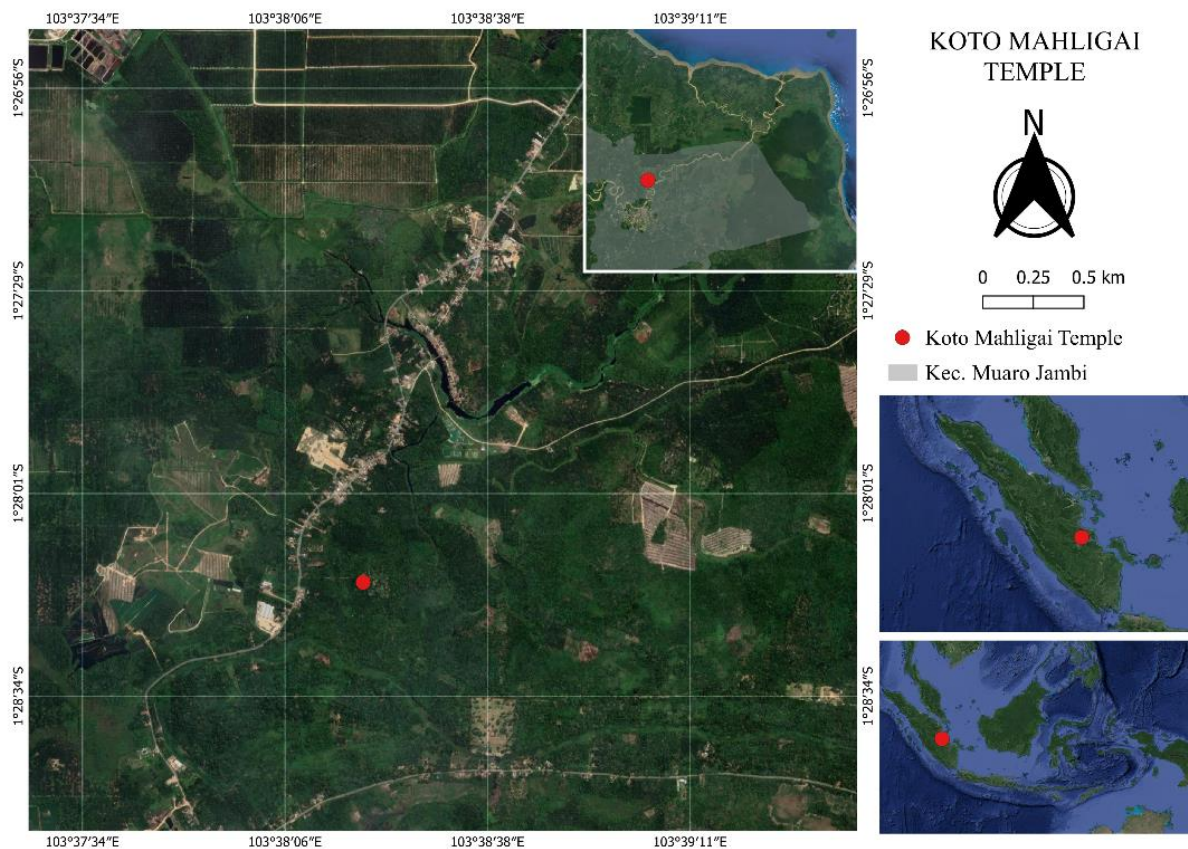 103°37′34″E 103°38′06″E 103°38′38″E 103°39′11″E
1°26′56″S 1°26′56″S
1°27′29″S 1°27′29″S
1°28′01″S 1°28′01″S
1°28′34″S 1°28′34″S
103°37′34″E 103°38′06″E 103°38′38″E 103°39′11″E
KOTO MAHLIGAI
TEMPLE
N
0 0.25 0.5 km
Koto Mahligai Temple
Kec. Muaro Jambi